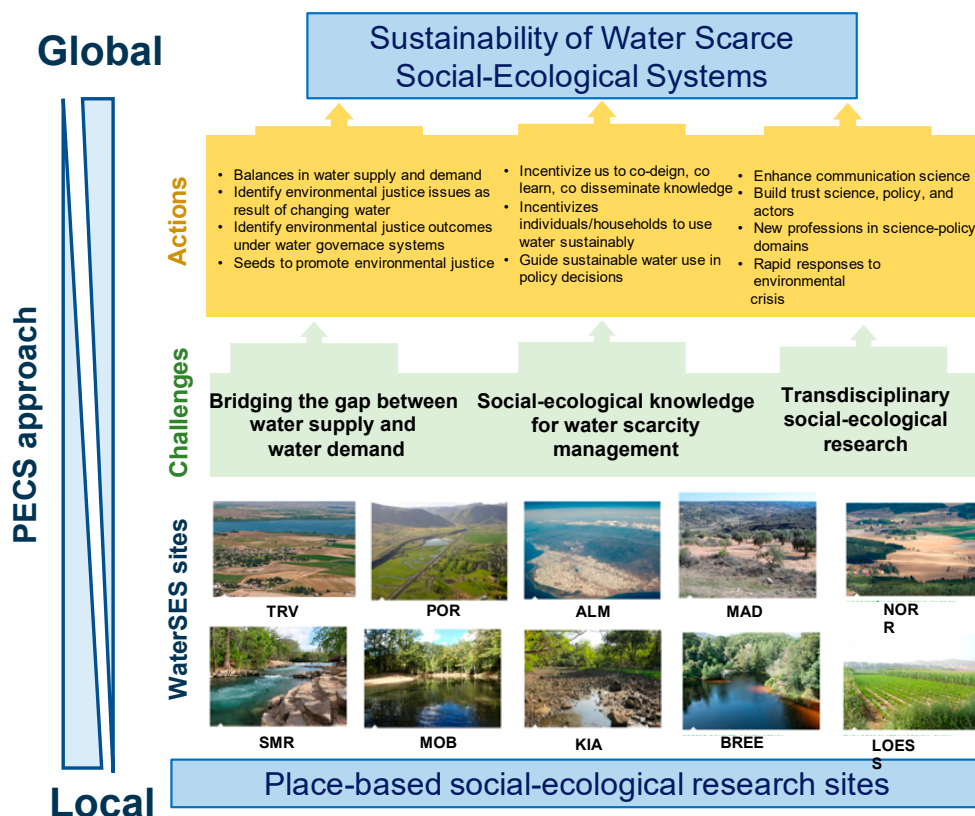 Global
Sustainability of Water Scarce
Social-Ecological Systems
PECS approach
Actions
• Balances in water supply and demand
• Identify environmental justice issues as
result of changing water
• Identify environmental justice outcomes
under water governace systems
• Seeds to promote environmental justice
• Incentivize us to co-deign, co
learn, co disseminate knowledge
• Incentivizes
individuals/households to use
water sustainably
• Guide sustainable water use in
policy decisions
• Enhance communication science
• Build trust science, policy, and
actors
• New professions in science-policy
domains
• Rapid responses to
environmental
crisis
Challenges
Bridging the gap between
water supply and
water demand
Social-ecological knowledge
for water scarcity
management
Transdisciplinary
social-ecological
research
WaterSES sites
TRV
POR
ALM
MAD
NOR
R
SMR
MOB
KIA
BREE
LOES
S
Local
Place-based social-ecological research sites